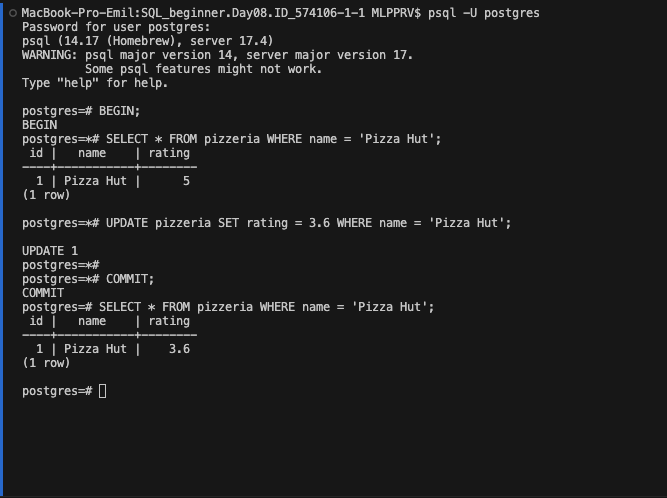 MacBook-Pro-Emil:SQL_beginner.Day08.ID_574106-1-1 MLPPRV$ psql -U postgres
Password for user postgres:
psql (14.17 (Homebrew), server 17.4)
WARNING: psql major version 14, server major version 17.
         Some psql features might not work.
Type "help" for help.

postgres=# BEGIN;
BEGIN
postgres=*# SELECT * FROM pizzeria WHERE name = 'Pizza Hut';
 id |   name    | rating
----+-----------+--------
  1 | Pizza Hut |      5
(1 row)

postgres=*# UPDATE pizzeria SET rating = 3.6 WHERE name = 'Pizza Hut';

UPDATE 1
postgres=*#
postgres=*# COMMIT;
COMMIT
postgres=# SELECT * FROM pizzeria WHERE name = 'Pizza Hut';
 id |   name    | rating
----+-----------+--------
  1 | Pizza Hut |    3.6
(1 row)

postgres=#